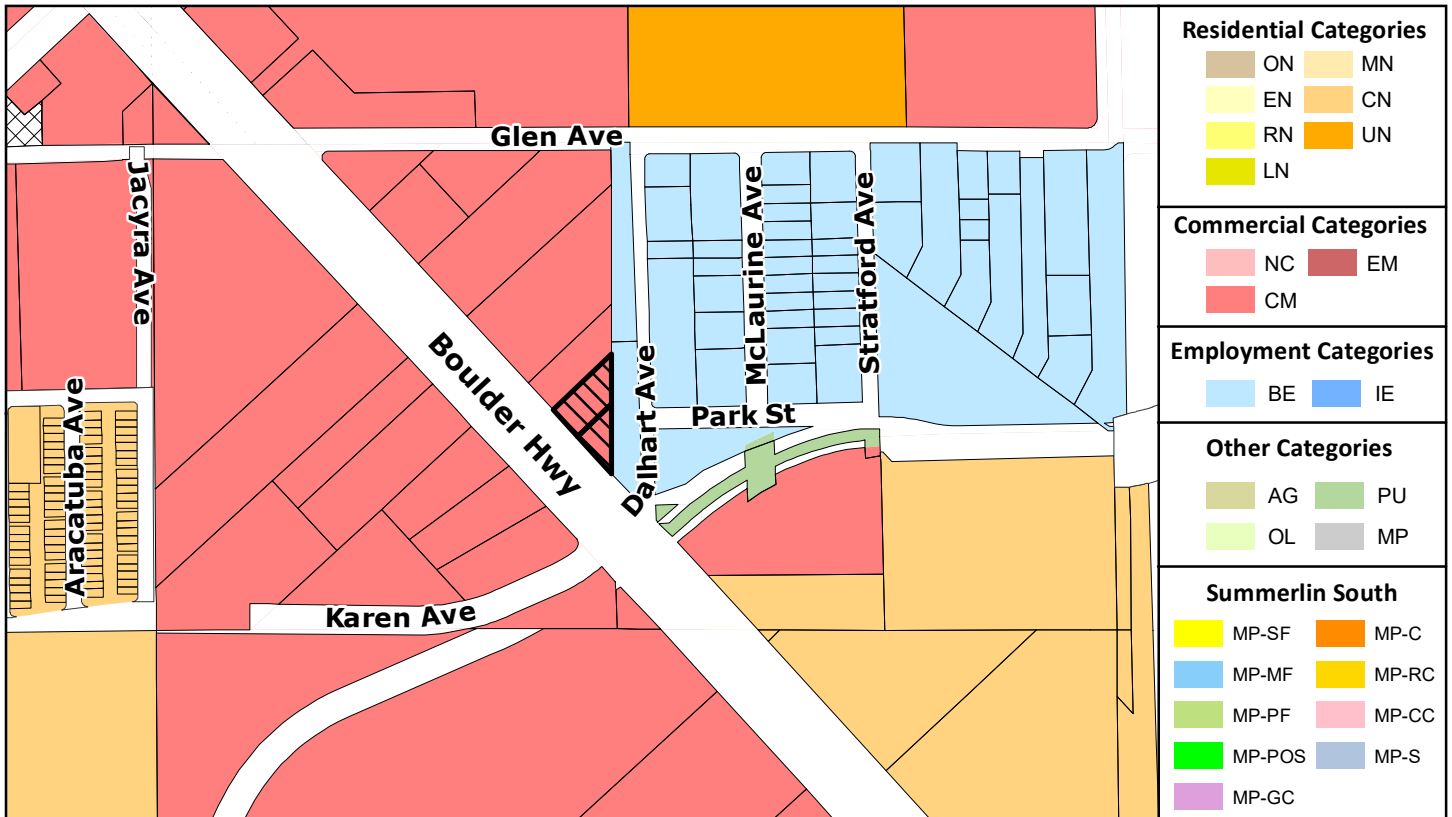 Glen Ave
Jacyra Ave
McLaurine Ave
Stratford Ave
Boulder Hwy
Dalhart Ave
Park St
Aracatuba Ave
Karen Ave
Residential Categories
ON MN
EN CN
RN UN
LN
Commercial Categories
NC EM
CM
Employment Categories
BE IE
Other Categories
AG PU
OL MP
Summerlin South
MP-SF MP-C
MP-MF MP-RC
MP-PF MP-CC
MP-POS MP-S
MP-GC